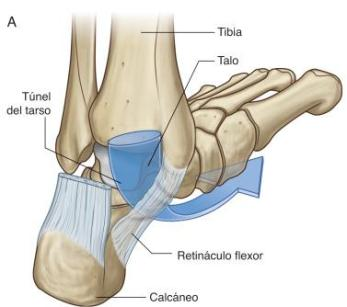 A
Tibia
Talo
Túnel
del tarso
Retináculo flexor
Calcáneo